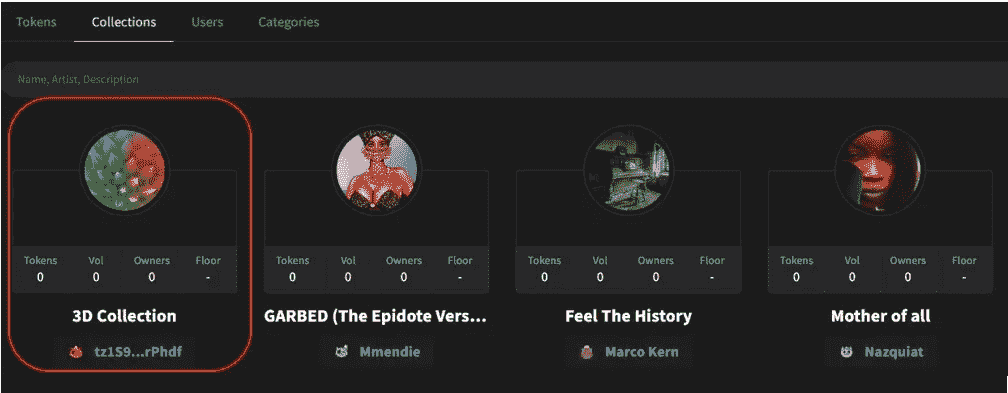 Tokens Collections Users Categories
Name, Artist, Description
Tokens Vol Owners Floor
0 0 0 -
3D Collection
tz1S9...rPhdf
Tokens Vol Owners Floor
0 0 0 -
GARBED (The Epidote Vers...
Mmendie
Tokens Vol Owners Floor
0 0 0 -
Feel The History
Marco Kern
Tokens Vol Owners Floor
0 0 0 -
Mother of all
Nazquiat